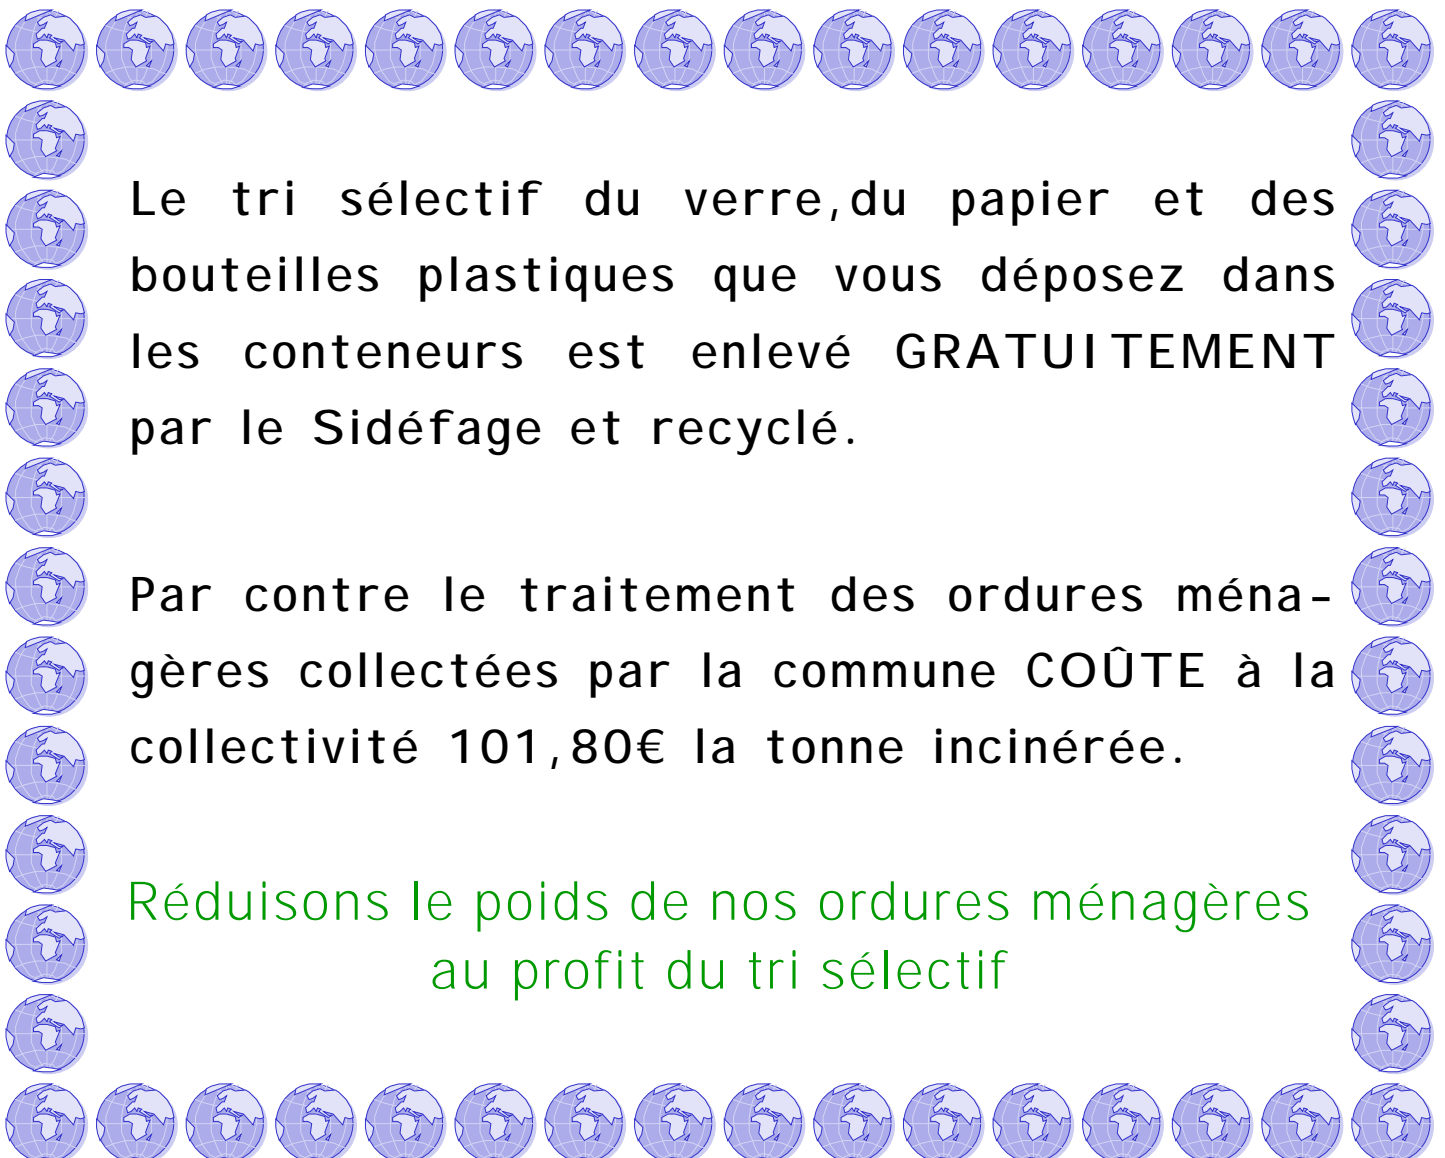 Le tri sélectif du verre,du papier et des
bouteilles plastiques que vous déposez dans
les conteneurs est enlevé GRATUITEMENT
par le Sidéfage et recyclé.
Par contre le traitement des ordures ména-
gères collectées par la commune COÛTE à la
collectivité 101,80€ la tonne incinérée.
Réduisons le poids de nos ordures ménagères
au profit du tri sélectif